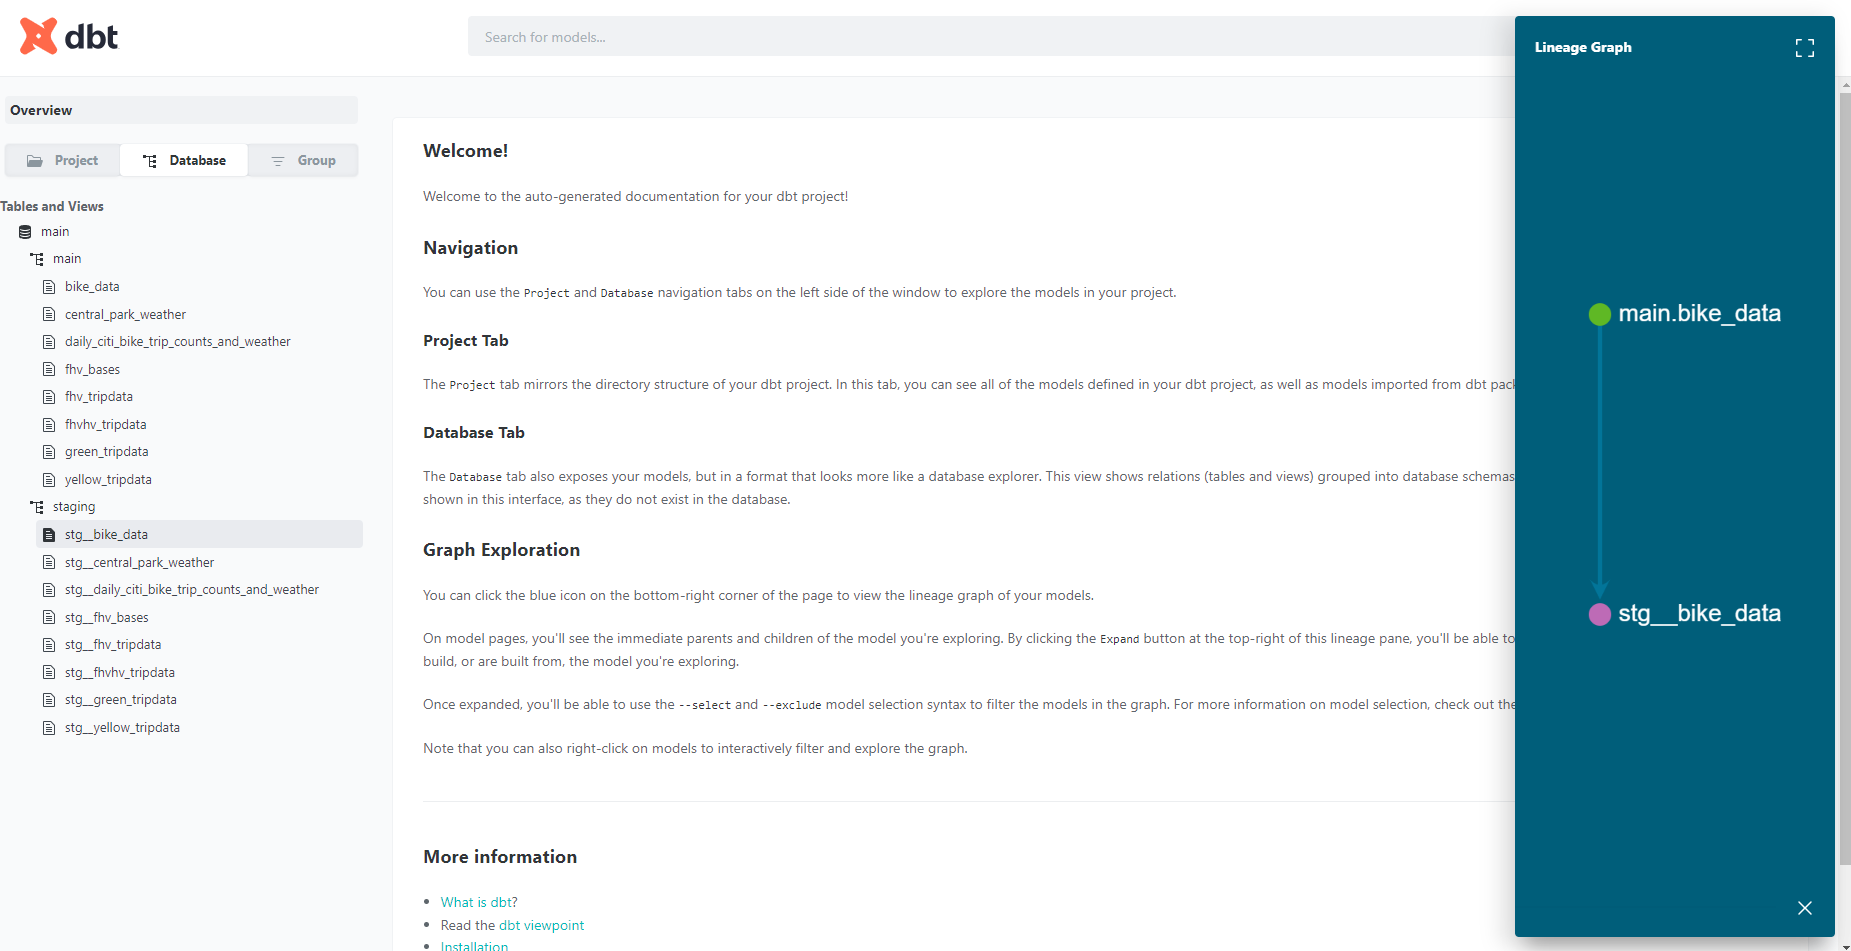 dbt
Search for models...
Overview
Project
Database
Group
Tables and Views
main
main
bike_data
central_park_weather
daily_citi_bike_trip_counts_and_weather
fhv_bases
fhv_tripdata
fhvhv_tripdata
green_tripdata
yellow_tripdata
staging
stg__bike_data
stg__central_park_weather
stg__daily_citi_bike_trip_counts_and_weather
stg__fhv_bases
stg__fhv_tripdata
stg__fhvhv_tripdata
stg__green_tripdata
stg__yellow_tripdata
Welcome!
Welcome to the auto-generated documentation for your dbt project!
Navigation
You can use the Project and Database navigation tabs on the left side of the window to explore the models in your project.
Project Tab
The Project tab mirrors the directory structure of your dbt project. In this tab, you can see all of the models defined in your dbt project, as well as models imported from dbt
Database Tab
The Database tab also exposes your models, but in a format that looks more like a database explorer. This view shows relations (tables and views) grouped into database schemas
shown in this interface, as they do not exist in the database.
Graph Exploration
You can click the blue icon on the bottom-right corner of the page to view the lineage graph of your models.
On model pages, you'll see the immediate parents and children of the model you're exploring. By clicking the Expand button at the top-right of this lineage pane, you'll be able to
build, or are built from, the model you're exploring.
Once expanded, you'll be able to use the --select and --exclude model selection syntax to filter the models in the graph. For more information on model selection, check out the
Note that you can also right-click on models to interactively filter and explore the graph.
More information
What is dbt?
Read the dbt viewpoint
Installation
Lineage Graph
main.bike_data
stg__bike_data